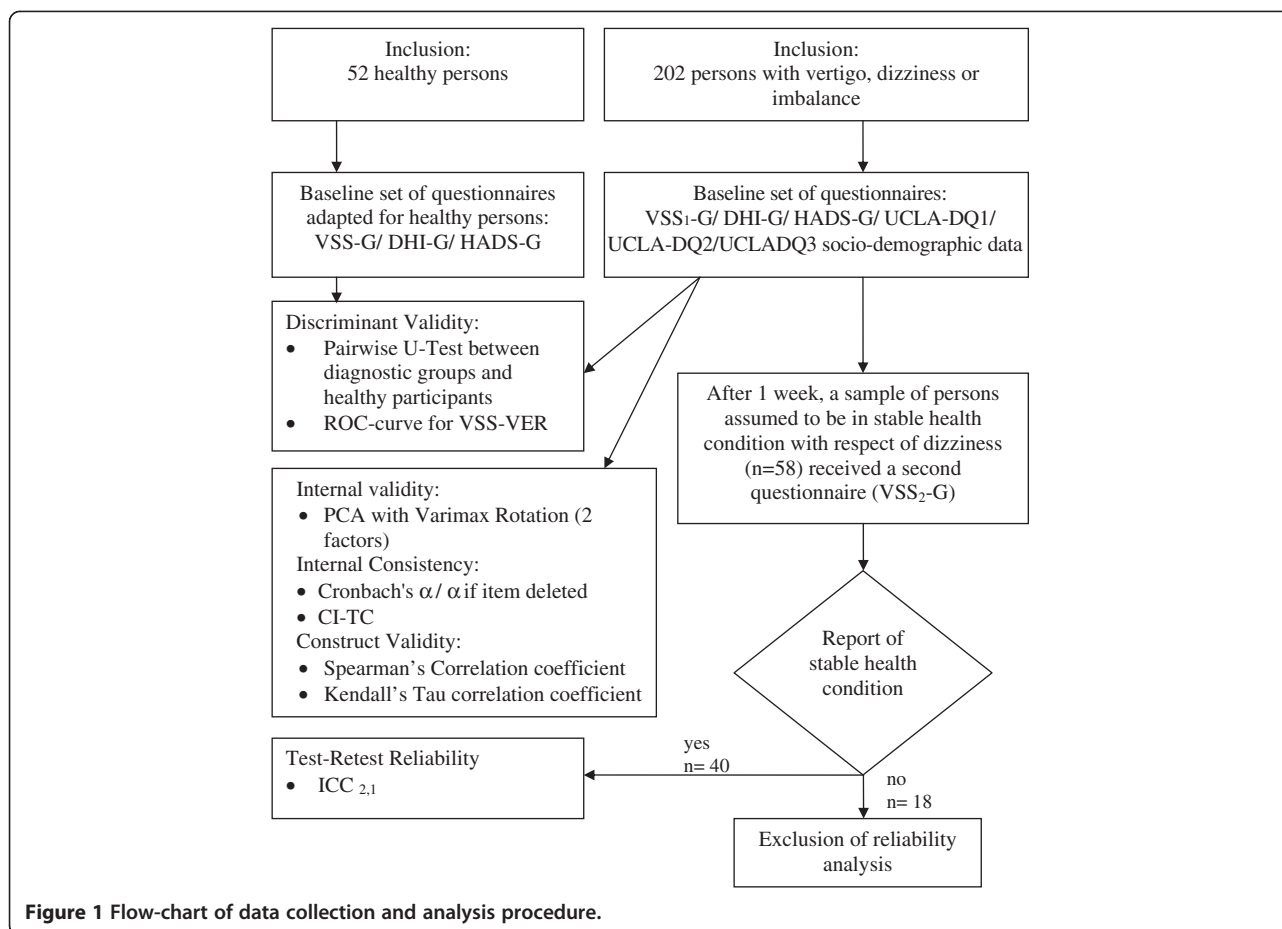 Inclusion:
52 healthy persons
Inclusion:
202 persons with vertigo, dizziness or
imbalance
Baseline set of questionnaires
adapted for healthy persons:
VSS-G/ DHI-G/ HADS-G
Baseline set of questionnaires:
VSS1-G/ DHI-G/ HADS-G/ UCLA-DQ1/
UCLA-DQ2/UCLADQ3 socio-demographic data
Discriminant Validity:
• Pairwise U-Test between
diagnostic groups and
healthy participants
• ROC-curve for VSS-VER
After 1 week, a sample of persons
assumed to be in stable health
condition with respect of dizziness
(n=58) received a second
questionnaire (VSS2-G)
Internal validity:
• PCA with Varimax Rotation (2
factors)
Internal Consistency:
• Cronbach's α / α if item deleted
• CI-TC
Construct Validity:
• Spearman's Correlation coefficient
• Kendall's Tau correlation coefficient
Report of
stable health
condition
yes
n= 40
Test-Retest Reliability
• ICC 2,1
no
n= 18
Exclusion of reliability
analysis
Figure 1 Flow-chart of data collection and analysis procedure.